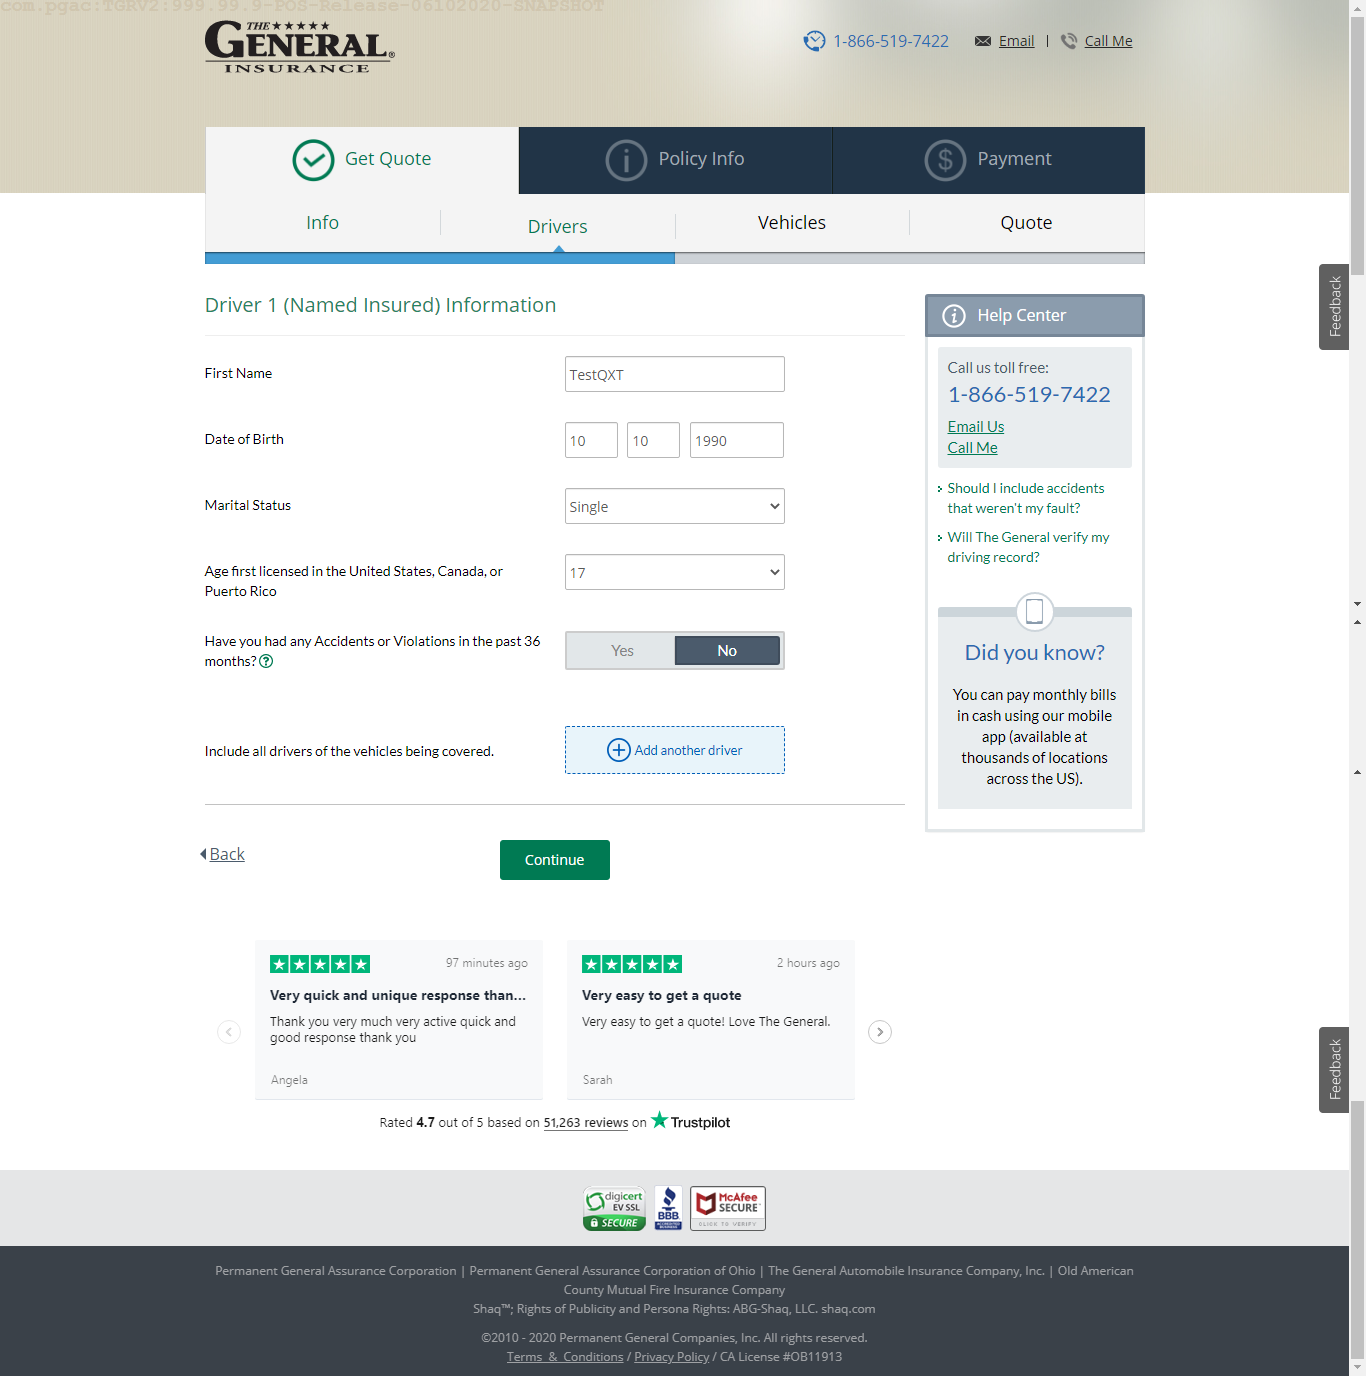 com.pgac:TGRV2:999.99.9-POS-Release-06102020-SNAPSHOT
THE
GENERAL®
INSURANCE
1-866-519-7422
Email | Call Me
Get Quote
Policy Info
$ Payment
Info
Drivers
Vehicles
Quote
Driver 1 (Named Insured) Information
First Name
TestQXT
Date of Birth
10 10 1990
Marital Status
Single
Age first licensed in the United States, Canada, or
Puerto Rico
17
Have you had any Accidents or Violations in the past 36
months? ?
Yes No
Include all drivers of the vehicles being covered.
Add another driver
Back
Continue
Help Center
Call us toll free:
1-866-519-7422
Email Us
Call Me
Should I include accidents
that weren't my fault?
Will The General verify my
driving record?
Did you know?
You can pay monthly bills
in cash using our mobile
app (available at
thousands of locations
across the US).
Feedback
Feedback
97 minutes ago
Very quick and unique response than...
Thank you very much very active quick and
good response thank you
Angela
2 hours ago
Very easy to get a quote
Very easy to get a quote! Love The General.
Sarah
Rated 4.7 out of 5 based on 51,263 reviews on Trustpilot
digicert
EV SSL
SECURE
BBB
ACCREDITED
BUSINESS
McAfee
SECURE
CLICK TO VERIFY
Permanent General Assurance Corporation | Permanent General Assurance Corporation of Ohio | The General Automobile Insurance Company, Inc. | Old American
County Mutual Fire Insurance Company
Shaq™; Rights of Publicity and Persona Rights: ABG-Shaq, LLC. shaq.com
©2010 - 2020 Permanent General Companies, Inc. All rights reserved.
Terms & Conditions / Privacy Policy / CA License #OB11913